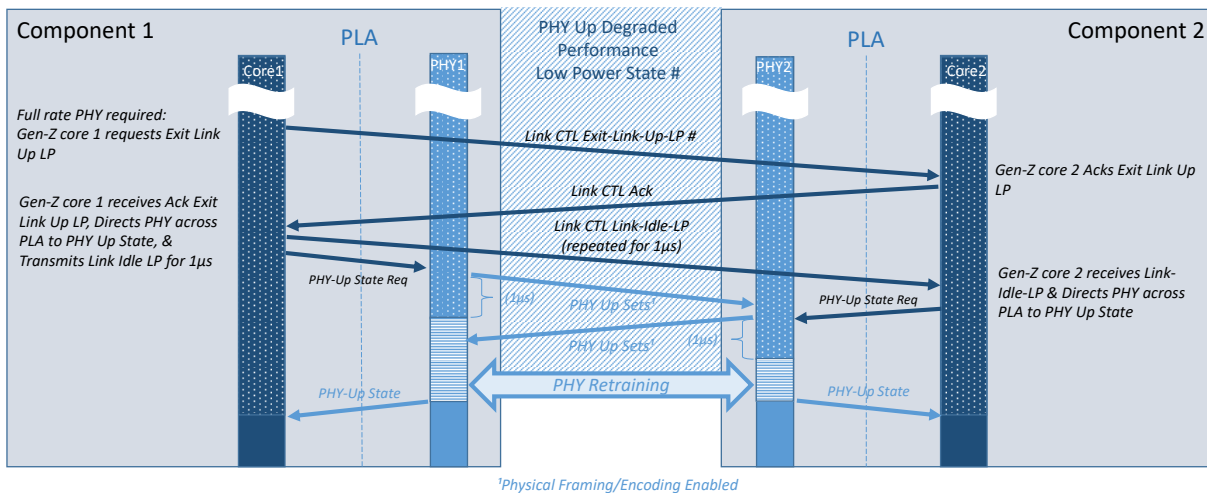 Component 1
PLA
PHY Up Degraded
Performance
Low Power State #
PLA
Component 2
Core1
PHY1
PHY2
Core2
Full rate PHY required:
Gen-Z core 1 requests Exit Link
Up LP
Link CTL Exit-Link-Up-LP #
Gen-Z core 2 Acks Exit Link Up
LP
Link CTL Ack
Gen-Z core 1 receives Ack Exit
Link Up LP, Directs PHY across
PLA to PHY Up State, &
Transmits Link Idle LP for 1µs
Link CTL Link-Idle-LP
(repeated for 1µs)
PHY-Up State Req
Gen-Z core 2 receives Link-
Idle-LP & Directs PHY across
PLA to PHY Up State
(1µs)
PHY Up Sets¹
PHY-Up State Req
PHY Up Sets¹
(1µs)
PHY Retraining
PHY-Up State
PHY-Up State
¹Physical Framing/Encoding Enabled